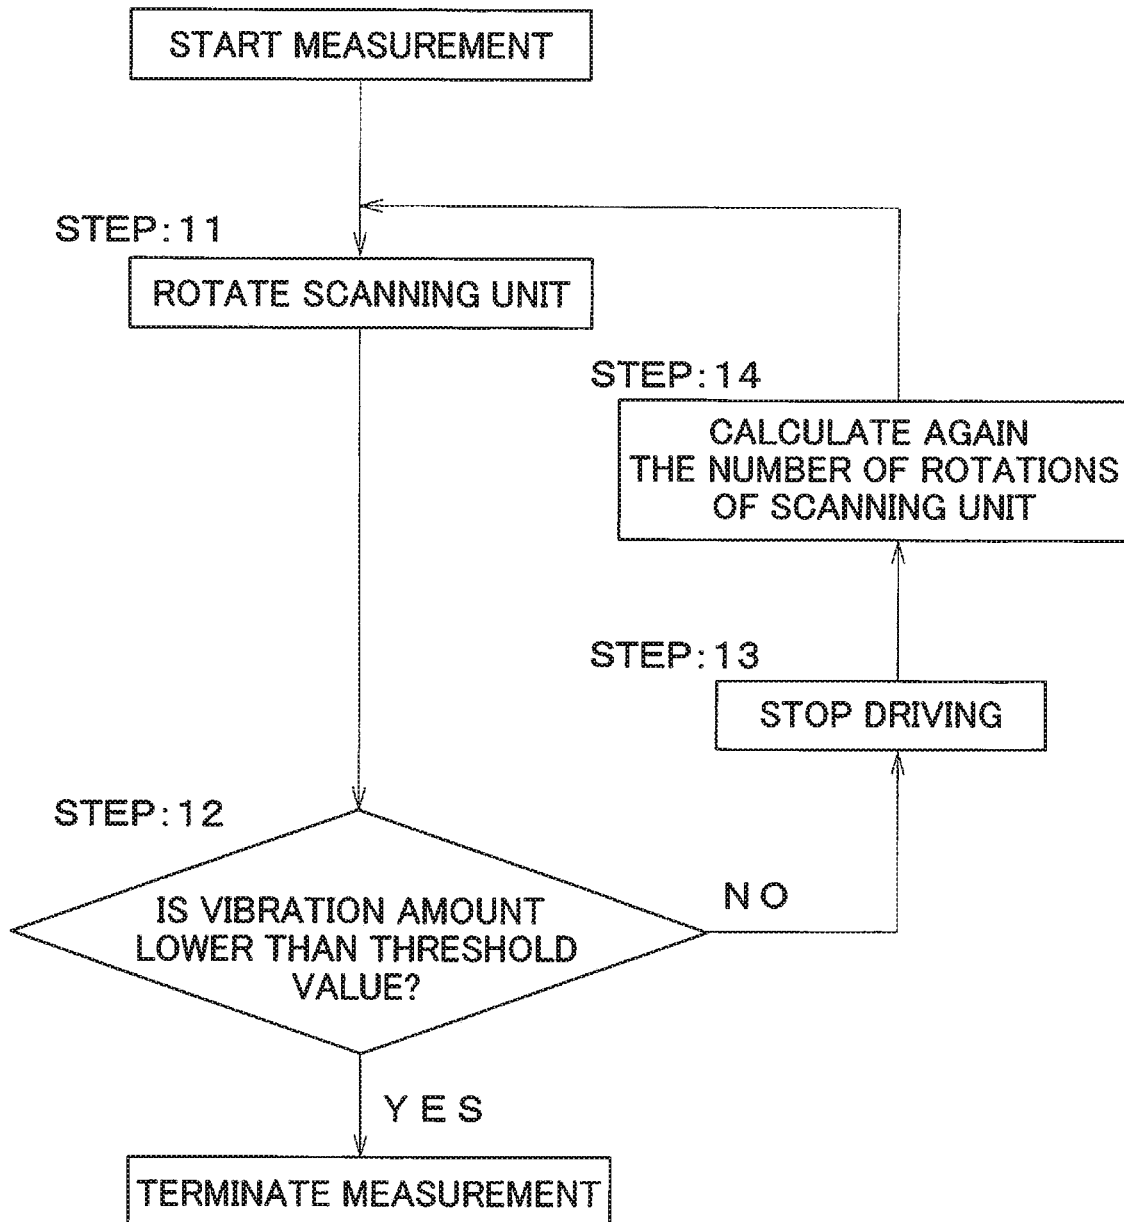 START MEASUREMENT
STEP:11
ROTATE SCANNING UNIT
STEP:14
CALCULATE AGAIN
THE NUMBER OF ROTATIONS
OF SCANNING UNIT
STEP:13
STOP DRIVING
STEP:12
IS VIBRATION AMOUNT
LOWER THAN THRESHOLD
VALUE?
NO
YES
TERMINATE MEASUREMENT